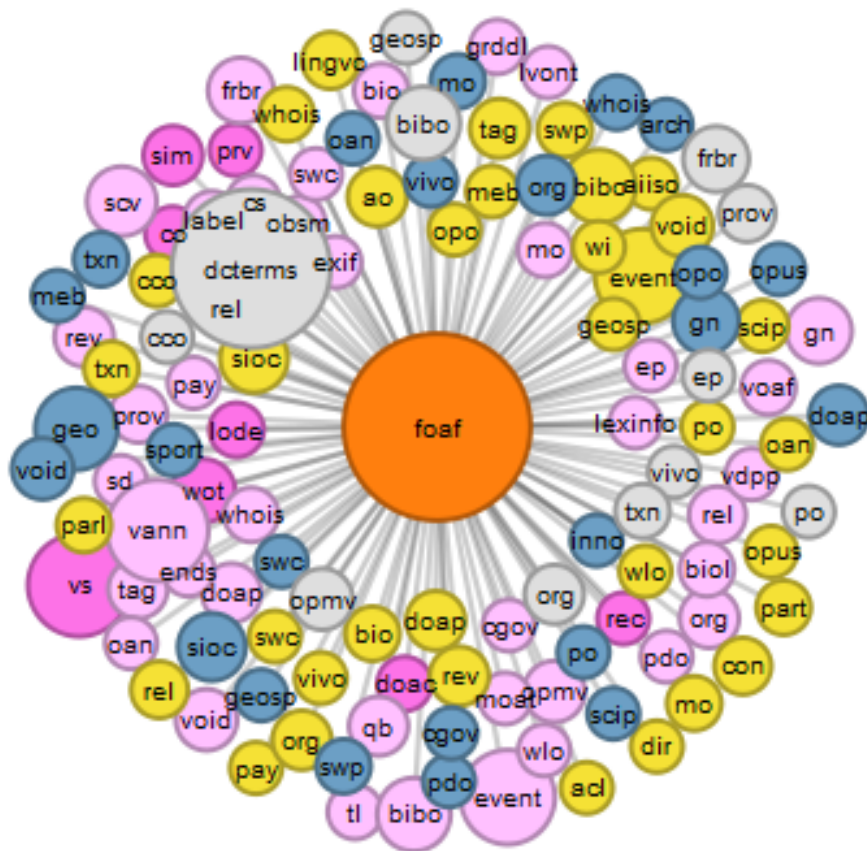 geosp
grddl
lingvo
mo
lvont
frbr
bio
whois
whois
arch
oan
bibo
tag
swp
sim
prv
frbr
swc
vivo
meb
org
bibo
aiiso
scv
cs
ao
label
obsm
prov
co
opo
void
mo
wi
txn
cco
dcterms
exif
event
opo
opus
meb
rel
geosp
gn
scip
gn
rev
cco
sioc
txn
pay
ep
ep
voaf
prov
lode
foaf
lexinfo
po
doap
geo
sport
oan
void
sd
wot
vivo
vdpp
whois
txn
rel
po
parl
vann
inno
opus
swc
ends
wlo
biol
vs
tag
doap
opmv
org
part
doap
cgov
rec
org
oan
sioc
swc
bio
po
pdo
con
rel
geosp
vivo
doac
rev
moat
opmv
mo
void
scip
org
qb
cgov
dir
wlo
pay
swp
pdo
event
acl
tl
bibo